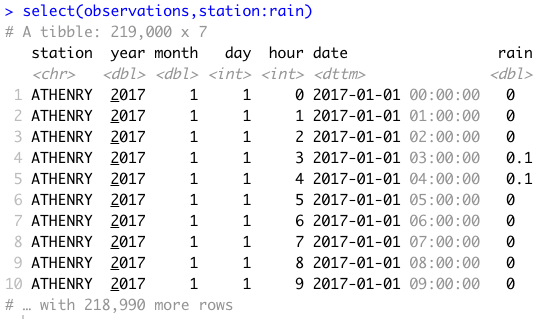 > select(observations,station:rain)
# A tibble: 219,000 x 7
   station  year month   day  hour date                 rain
   <chr>   <dbl> <dbl> <int> <int> <dttm>              <dbl>
 1 ATHENRY  2017     1     1     0 2017-01-01 00:00:00   0
 2 ATHENRY  2017     1     1     1 2017-01-01 01:00:00   0
 3 ATHENRY  2017     1     1     2 2017-01-01 02:00:00   0
 4 ATHENRY  2017     1     1     3 2017-01-01 03:00:00   0.1
 5 ATHENRY  2017     1     1     4 2017-01-01 04:00:00   0.1
 6 ATHENRY  2017     1     1     5 2017-01-01 05:00:00   0
 7 ATHENRY  2017     1     1     6 2017-01-01 06:00:00   0
 8 ATHENRY  2017     1     1     7 2017-01-01 07:00:00   0
 9 ATHENRY  2017     1     1     8 2017-01-01 08:00:00   0
10 ATHENRY  2017     1     1     9 2017-01-01 09:00:00   0
# … with 218,990 more rows